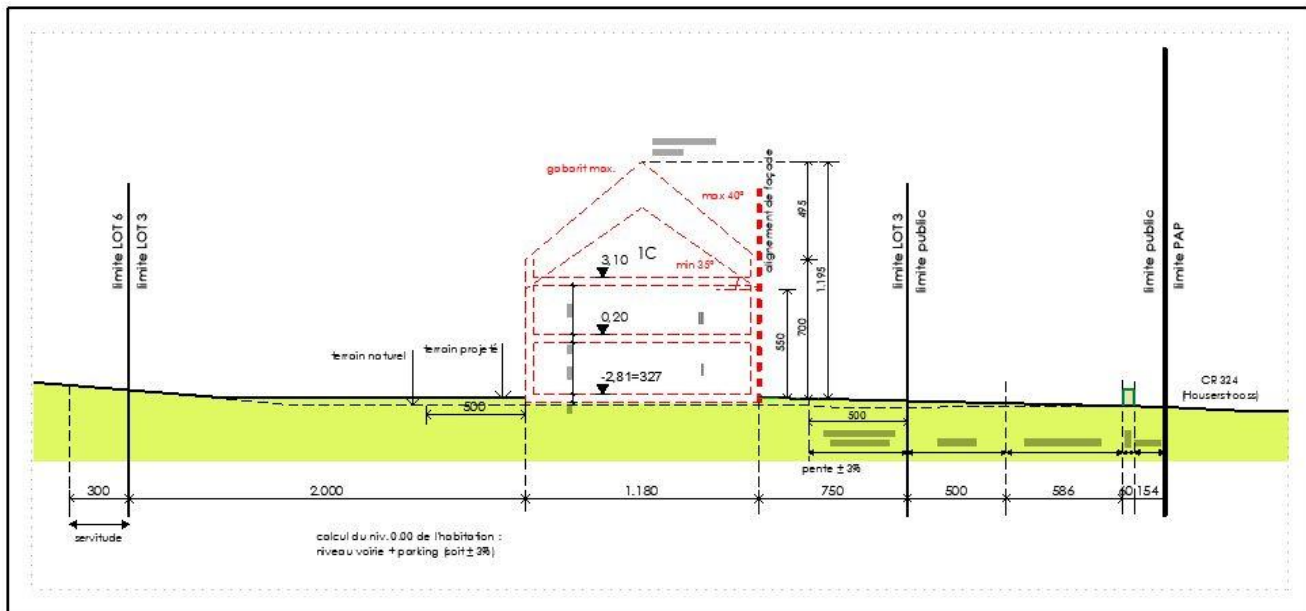 gabarit max.
max 40°
alignement de façade
495
1.195
limite LOT 6
limite LOT 3
limite LOT 3
limite public
limite public
limite PAP
1C
3,10
min 35°
0,20
700
550
terrain naturel
terrain projeté
-2,81=327
CR 324
(Houserstrooss)
500
500
pente ± 3%
300
2.000
1.180
750
500
586
60
154
servitude
calcul du niv. 0.00 de l'habitation :
niveau voirie + parking (soit ± 3%)